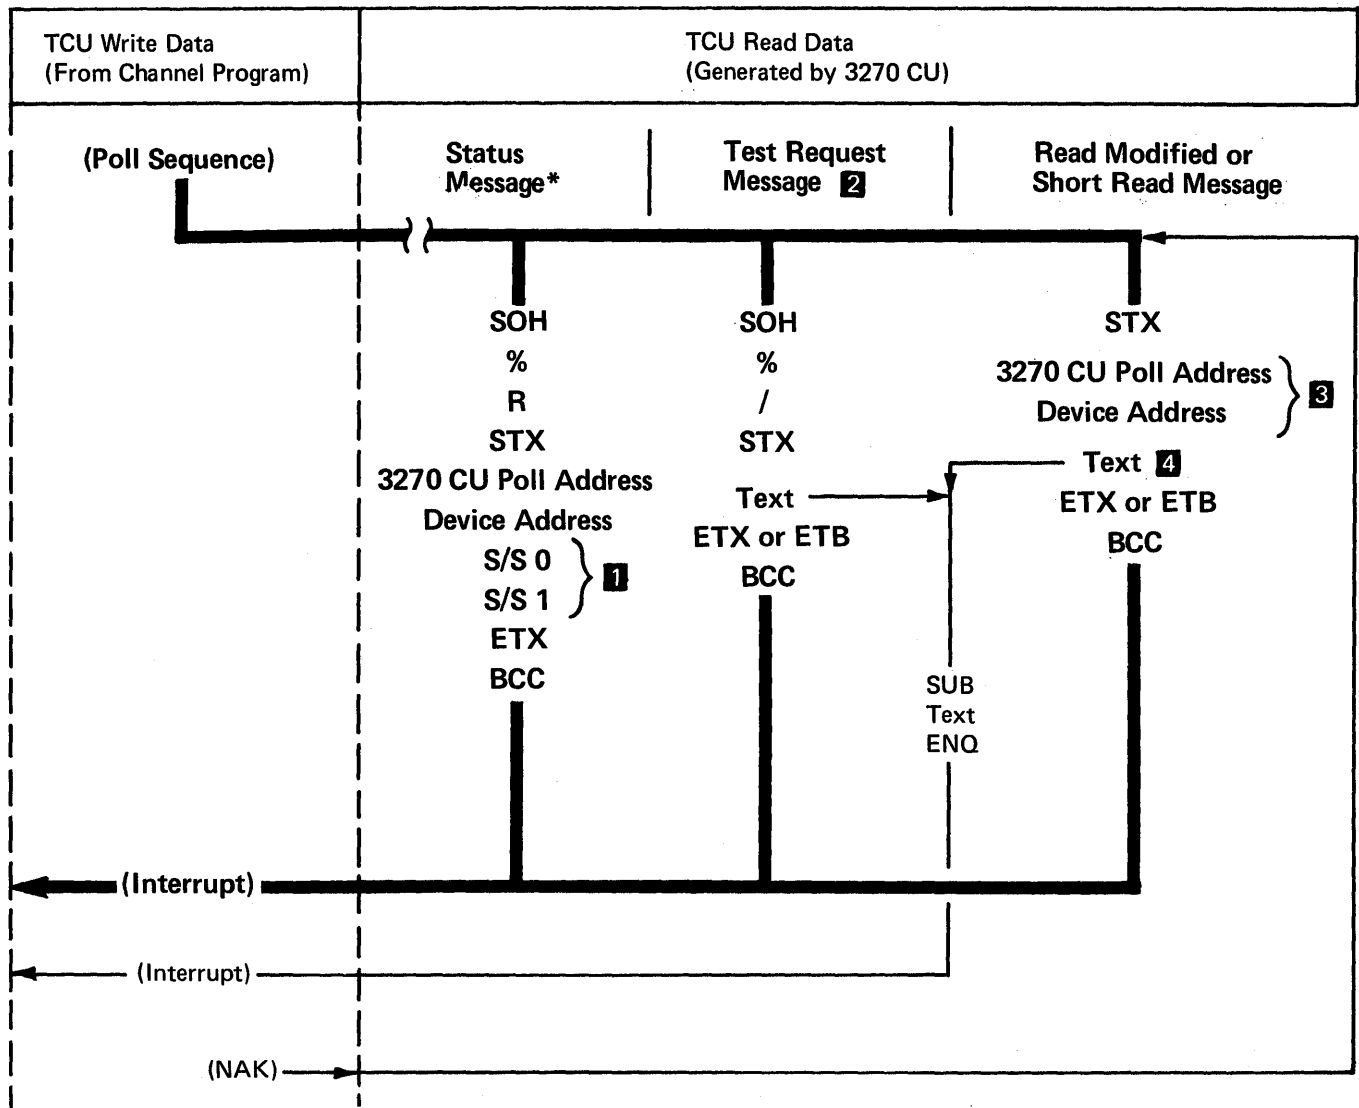 TCU Write Data
(From Channel Program)
TCU Read Data
(Generated by 3270 CU)
(Poll Sequence)
Status
Message*
Test Request
Message 2
Read Modified or
Short Read Message
SOH
%
R
STX
3270 CU Poll Address
Device Address
S/S 0
S/S 1
1
ETX
BCC
SOH
%
/
STX
Text
ETX or ETB
BCC
STX
3270 CU Poll Address
Device Address
3
Text 4
ETX or ETB
BCC
SUB
Text
ENQ
(Interrupt)
(Interrupt)
(NAK)